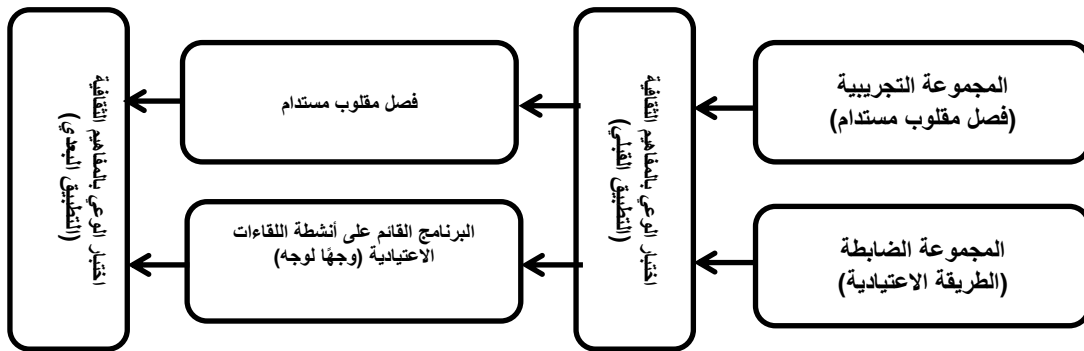 المجموعة التجريبية
(فصل مقلوب مستدام)
المجموعة الضابطة
(الطريقة الاعتيادية)
اختبار الوعي بالمفاهيم الثقافية
(التطبيق القبلي)
فصل مقلوب مستدام
البرنامج القائم على أنشطة اللقاءات
الاعتيادية (وجهًا لوجه)
اختبار الوعي بالمفاهيم الثقافية
(التطبيق البعدي)